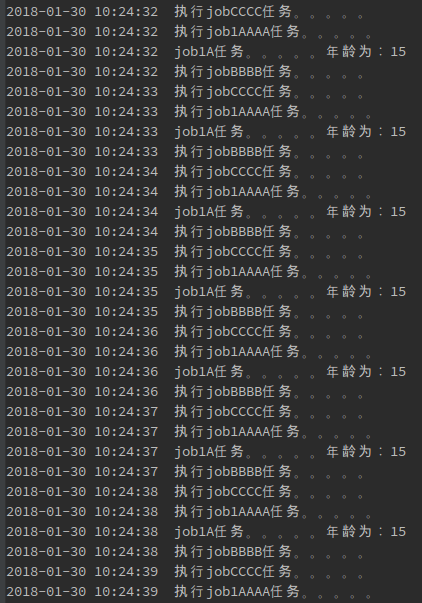 2018-01-30 10:24:32  执行jobCCCC任务。。。。。
2018-01-30 10:24:32  执行job1AAAA任务。。。。。
2018-01-30 10:24:32  job1A任务。。。。。年龄为：15
2018-01-30 10:24:32  执行jobBBBB任务。。。。。
2018-01-30 10:24:33  执行jobCCCC任务。。。。。
2018-01-30 10:24:33  执行job1AAAA任务。。。。。
2018-01-30 10:24:33  job1A任务。。。。。年龄为：15
2018-01-30 10:24:33  执行jobBBBB任务。。。。。
2018-01-30 10:24:34  执行jobCCCC任务。。。。。
2018-01-30 10:24:34  执行job1AAAA任务。。。。。
2018-01-30 10:24:34  job1A任务。。。。。年龄为：15
2018-01-30 10:24:34  执行jobBBBB任务。。。。。
2018-01-30 10:24:35  执行jobCCCC任务。。。。。
2018-01-30 10:24:35  执行job1AAAA任务。。。。。
2018-01-30 10:24:35  job1A任务。。。。。年龄为：15
2018-01-30 10:24:35  执行jobBBBB任务。。。。。
2018-01-30 10:24:36  执行jobCCCC任务。。。。。
2018-01-30 10:24:36  执行job1AAAA任务。。。。。
2018-01-30 10:24:36  job1A任务。。。。。年龄为：15
2018-01-30 10:24:36  执行jobBBBB任务。。。。。
2018-01-30 10:24:37  执行jobCCCC任务。。。。。
2018-01-30 10:24:37  执行job1AAAA任务。。。。。
2018-01-30 10:24:37  job1A任务。。。。。年龄为：15
2018-01-30 10:24:37  执行jobBBBB任务。。。。。
2018-01-30 10:24:38  执行jobCCCC任务。。。。。
2018-01-30 10:24:38  执行job1AAAA任务。。。。。
2018-01-30 10:24:38  job1A任务。。。。。年龄为：15
2018-01-30 10:24:38  执行jobBBBB任务。。。。。
2018-01-30 10:24:39  执行jobCCCC任务。。。。。
2018-01-30 10:24:39  执行job1AAAA任务。。。。。